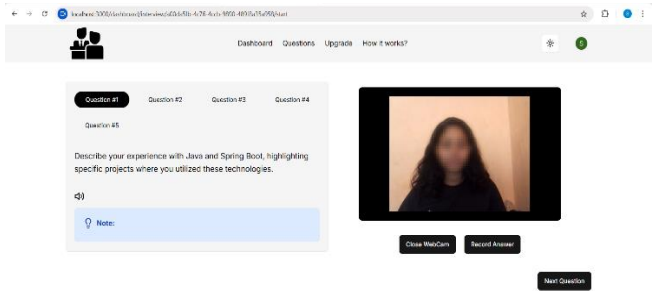 Dashboard Questions Upgrade How it works?
S
Question #1 Question #2 Question #3 Question #4
Question #5
Describe your experience with Java and Spring Boot, highlighting
specific projects where you utilized these technologies.
Note:
Close WebCam Record Answer
Next Question